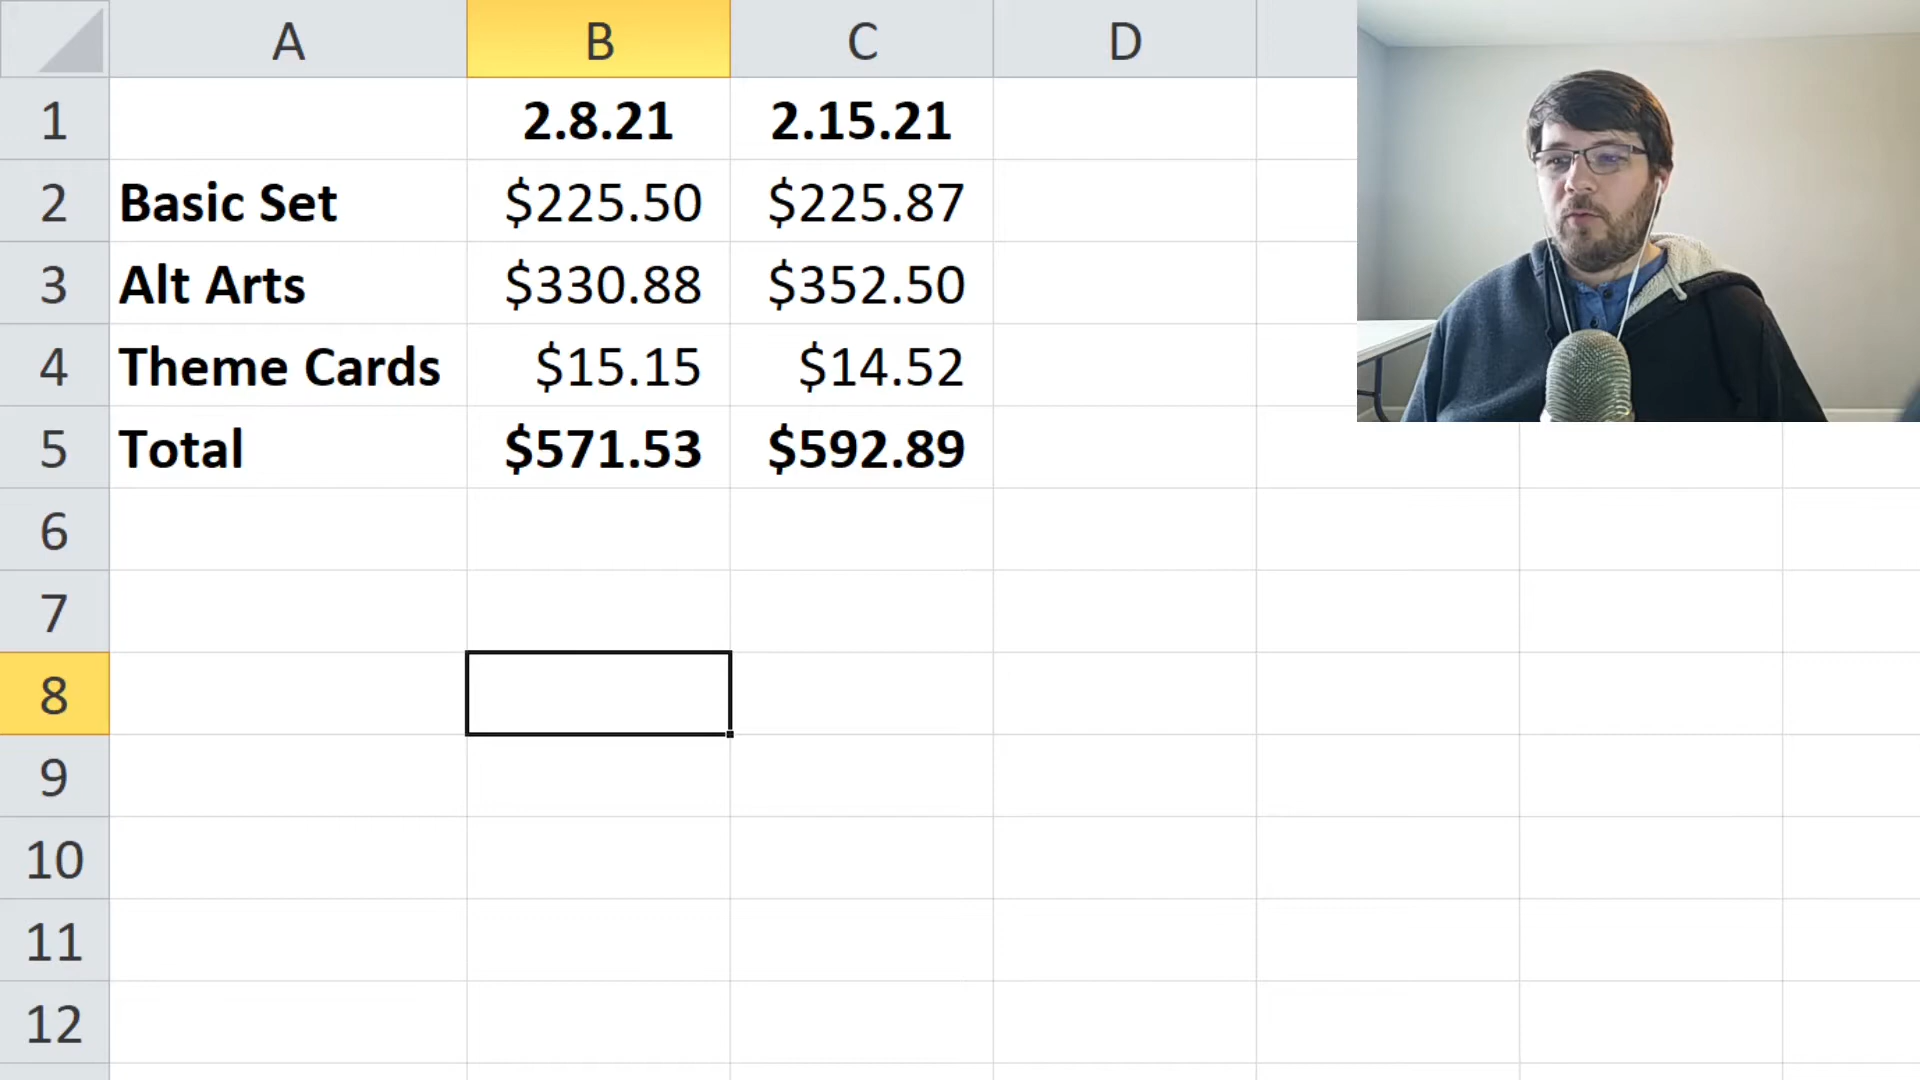 A B C D
1 2.8.21 2.15.21
2 Basic Set $225.50 $225.87
3 Alt Arts $330.88 $352.50
4 Theme Cards $15.15 $14.52
5 Total $571.53 $592.89
6
7
8
9
10
11
12